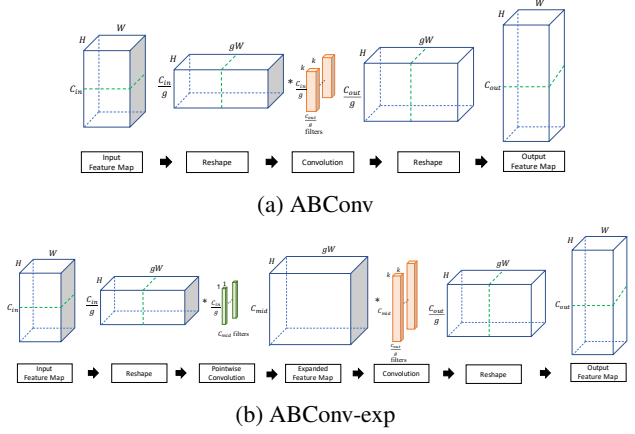 W
H
C_in
gW
H
C_in/g
*
k
k
C_in/g
C_out/g
filters
gW
H
C_out/g
W
H
C_out
Input
Feature Map
Reshape
Convolution
Reshape
Output
Feature Map
(a) ABConv
W
H
C_in
gW
H
C_in/g
*
1
1
C_in/g
C_mid filters
H
gW
C_mid
*
k
k
C_mid
C_out/g
filters
gW
H
C_out/g
W
H
C_out
Input
Feature Map
Reshape
Pointwise
Convolution
Expanded
Feature Map
Convolution
Reshape
Output
Feature Map
(b) ABConv-exp